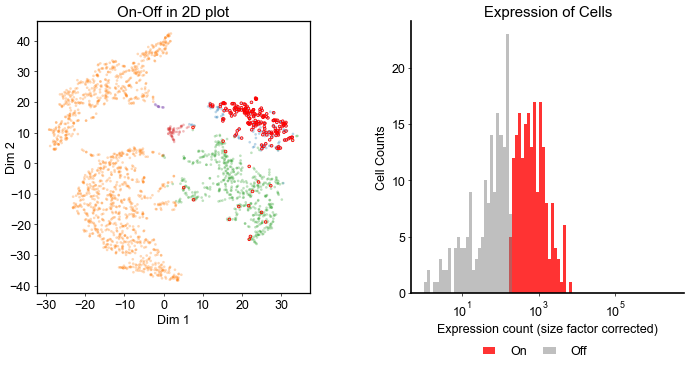 On-Off in 2D plot
40
30
20
10
0
−10
−20
−30
−40
Dim 2
−30 −20 −10 0 10 20 30
Dim 1
Expression of Cells
20
15
10
5
0
Cell Counts
10^1 10^3 10^5
Expression count (size factor corrected)
On Off